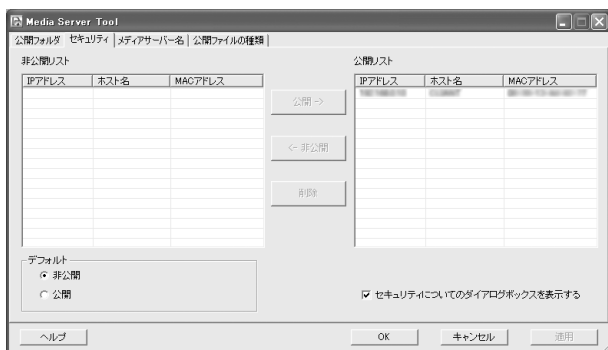 Media Server Tool
公開フォルダ セキュリティ メディアサーバー名 公開ファイルの種類
非公開リスト
IPアドレス ホスト名 MACアドレス
公開リスト
IPアドレス ホスト名 MACアドレス
公開->
<- 非公開
削除
デフォルト
非公開
公開
セキュリティについてのダイアログボックスを表示する
ヘルプ OK キャンセル 適用